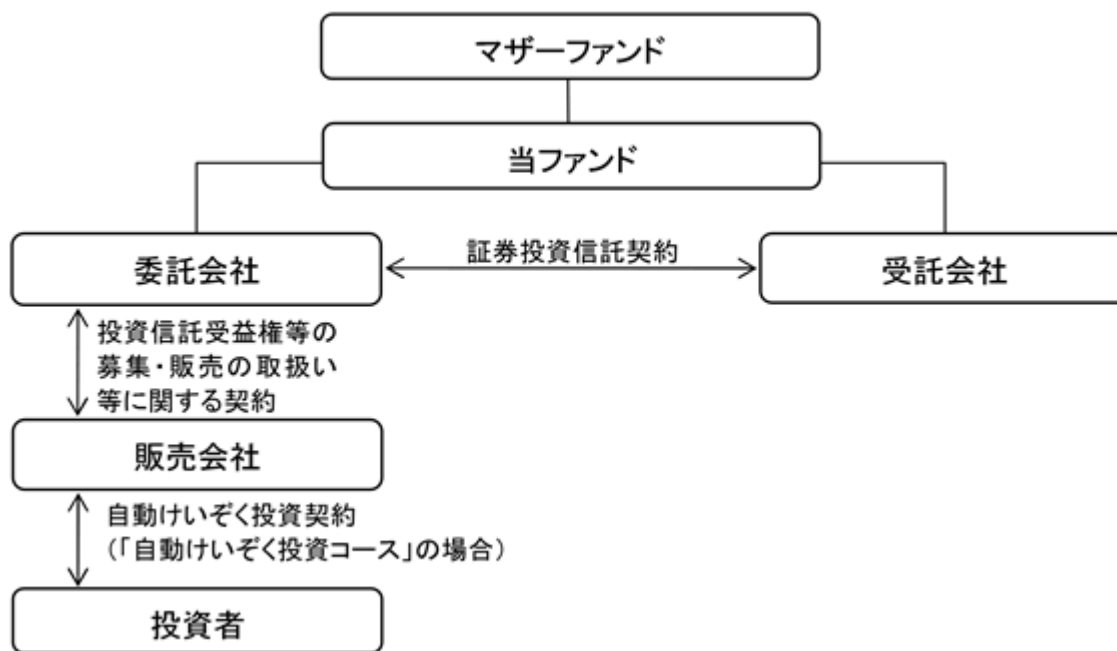 マザーファンド
当ファンド
委託会社
証券投資信託契約
受託会社
投資信託受益権等の
募集・販売の取扱い
等に関する契約
販売会社
自動けいぞく投資契約
(「自動けいぞく投資コース」の場合)
投資者